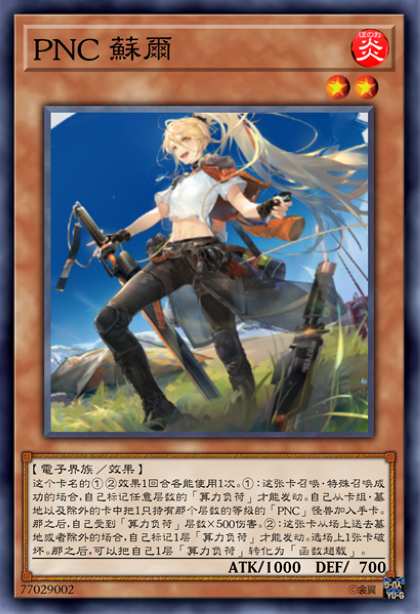 PNC 蘇爾
ほのお
炎
【電子界族／效果】
这个卡名的①②效果1回合各能使用1次。①：这张卡召唤·特殊召唤成
功的场合，自己标记任意层数的「算力负荷」才能发动。自己从卡组·墓
地以及除外的卡中把1只持有那个层数的等级的「PNC」怪兽加入手卡。
那之后，自己受到「算力负荷」层数×500伤害。②：这张卡从场上送去墓
地或者除外的场合，自己标记1层「算力负荷」才能发动。选场上1张卡破
坏。那之后，可以把自己1层「算力负荷」转化为「函数超载」。
ATK/1000 DEF/ 700
77029002